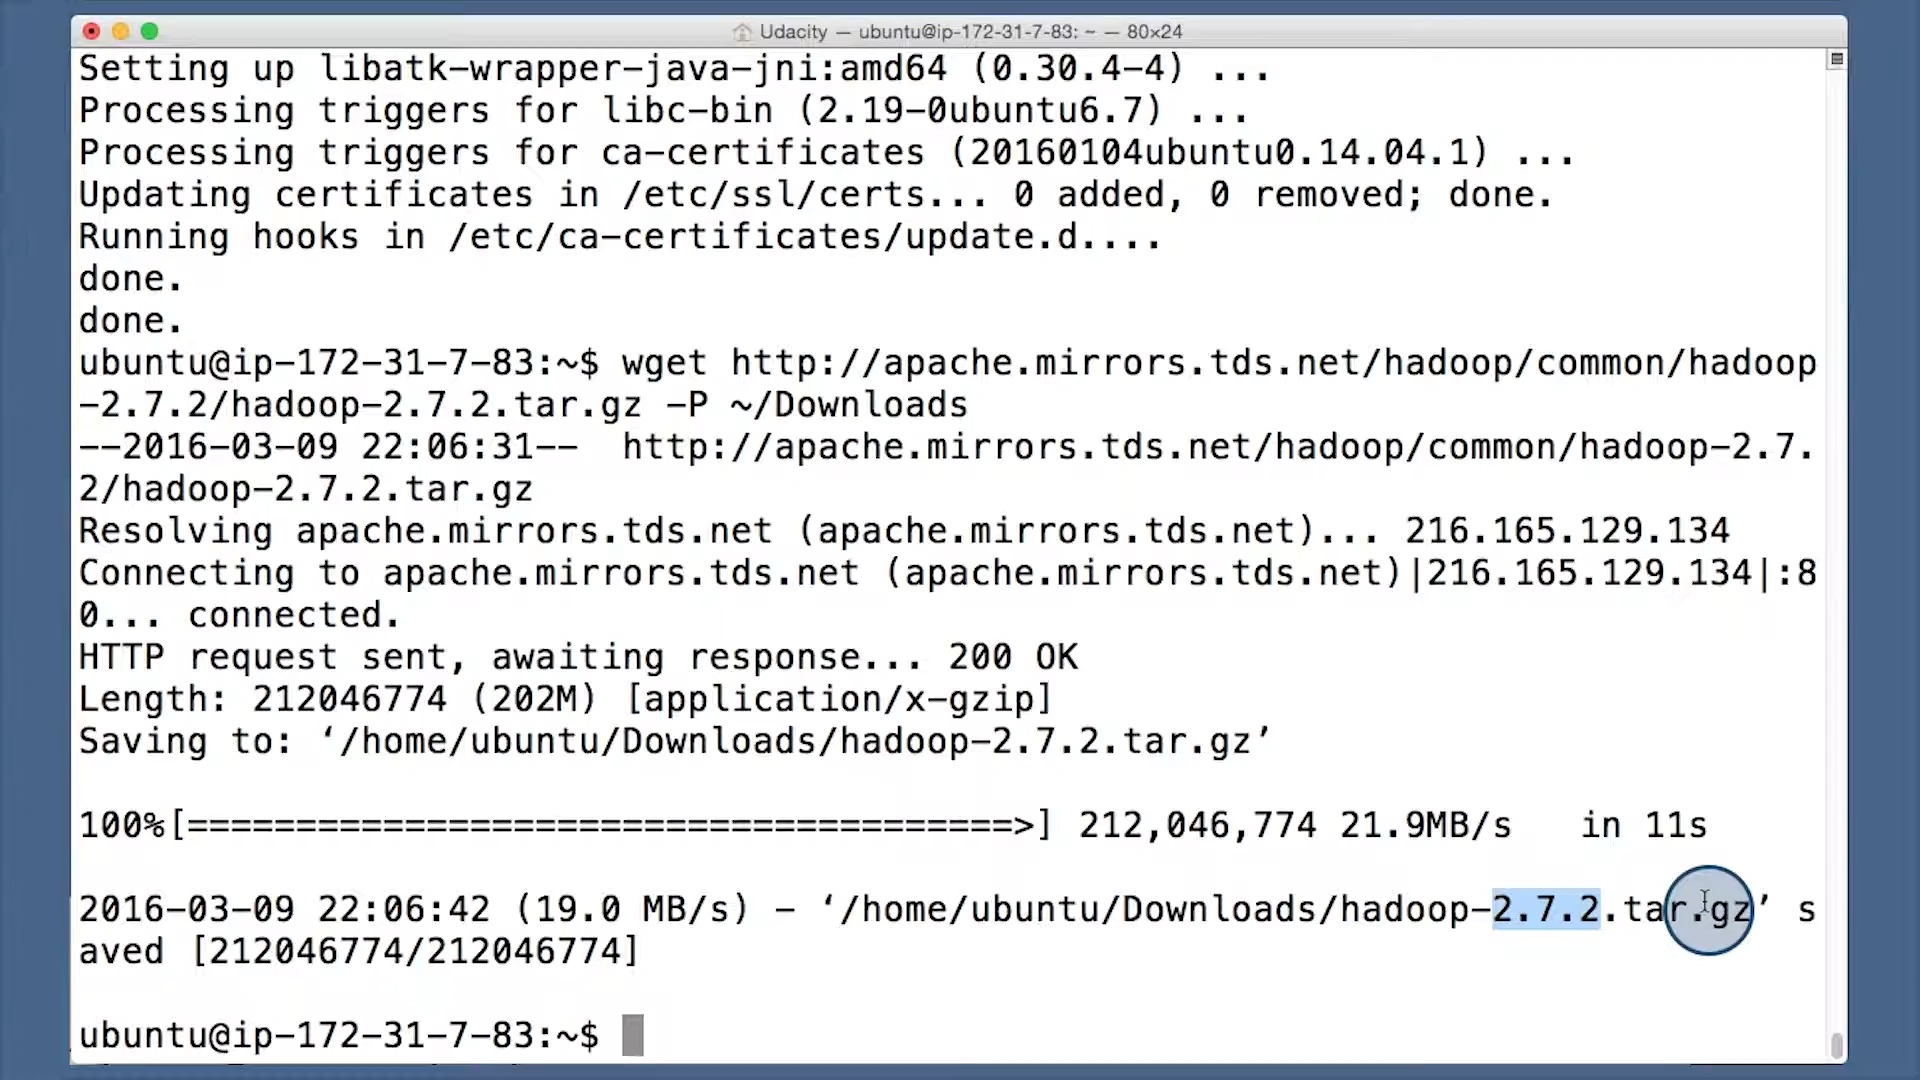 Udacity — ubuntu@ip-172-31-7-83: ~ — 80×24
Setting up libatk-wrapper-java-jni:amd64 (0.30.4-4) ...
Processing triggers for libc-bin (2.19-0ubuntu6.7) ...
Processing triggers for ca-certificates (20160104ubuntu0.14.04.1) ...
Updating certificates in /etc/ssl/certs... 0 added, 0 removed; done.
Running hooks in /etc/ca-certificates/update.d....
done.
done.
ubuntu@ip-172-31-7-83:~$ wget http://apache.mirrors.tds.net/hadoop/common/hadoop
-2.7.2/hadoop-2.7.2.tar.gz -P ~/Downloads
--2016-03-09 22:06:31--  http://apache.mirrors.tds.net/hadoop/common/hadoop-2.7.
2/hadoop-2.7.2.tar.gz
Resolving apache.mirrors.tds.net (apache.mirrors.tds.net)... 216.165.129.134
Connecting to apache.mirrors.tds.net (apache.mirrors.tds.net)|216.165.129.134|:8
0... connected.
HTTP request sent, awaiting response... 200 OK
Length: 212046774 (202M) [application/x-gzip]
Saving to: ‘/home/ubuntu/Downloads/hadoop-2.7.2.tar.gz’
100%[======================================>] 212,046,774 21.9MB/s   in 11s
2016-03-09 22:06:42 (19.0 MB/s) - ‘/home/ubuntu/Downloads/hadoop-2.7.2.tar.gz’ s
aved [212046774/212046774]
ubuntu@ip-172-31-7-83:~$